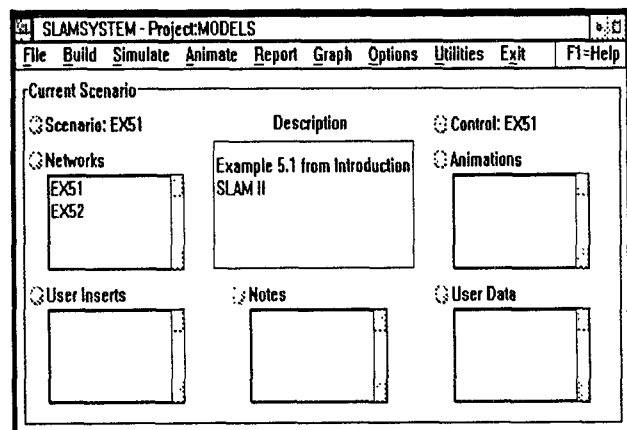 SLAMSYSTEM - Project:MODELS
File Build Simulate Animate Report Graph Options Utilities Exit F1=Help
Current Scenario
Scenario: EX51
Description
Control: EX51
Networks
EX51
EX52
Example 5.1 from Introduction
SLAM II
Animations
User Inserts
Notes
User Data